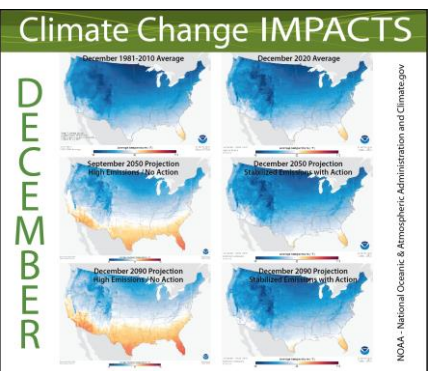 Climate Change IMPACTS
DECEMBER
December 1981-2010 Average
December 2020 Average
September 2050 Projection
High Emissions / No Action
December 2050 Projection
Stabilized Emissions with Action
December 2090 Projection
High Emissions / No Action
December 2090 Projection
Stabilized Emissions with Action
NOAA - National Oceanic & Atmospheric Administration and Climate.gov